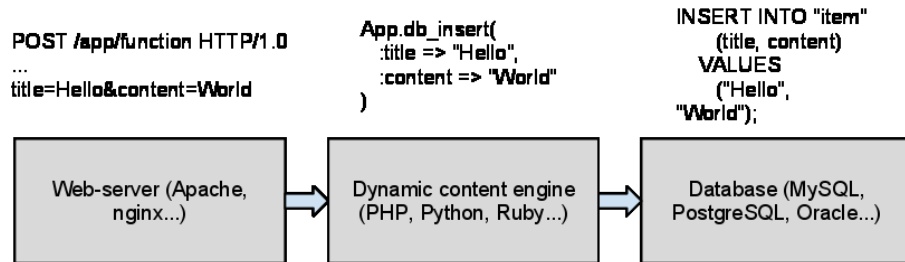 POST /app/function HTTP/1.0
...
title=Hello&content=World
App.db_insert(
:title => "Hello",
:content => "World"
)
INSERT INTO "item"
(title, content)
VALUES
("Hello",
"World");
Web-server (Apache,
nginx...)
Dynamic content engine
(PHP, Python, Ruby...)
Database (MySQL,
PostgreSQL, Oracle...)